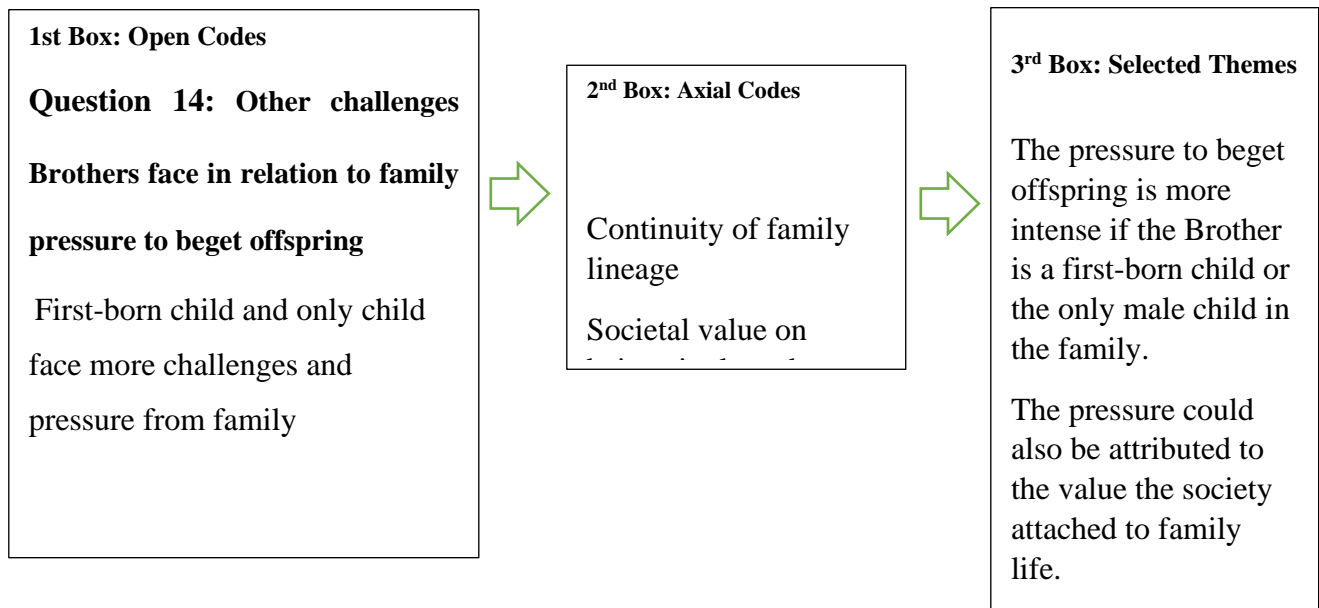 1st Box: Open Codes
Question 14: Other challenges
Brothers face in relation to family
pressure to beget offspring
First-born child and only child
face more challenges and
pressure from family
2nd Box: Axial Codes
Continuity of family
lineage
Societal value on
3rd Box: Selected Themes
The pressure to beget
offspring is more
intense if the Brother
is a first-born child or
the only male child in
the family.
The pressure could
also be attributed to
the value the society
attached to family
life.